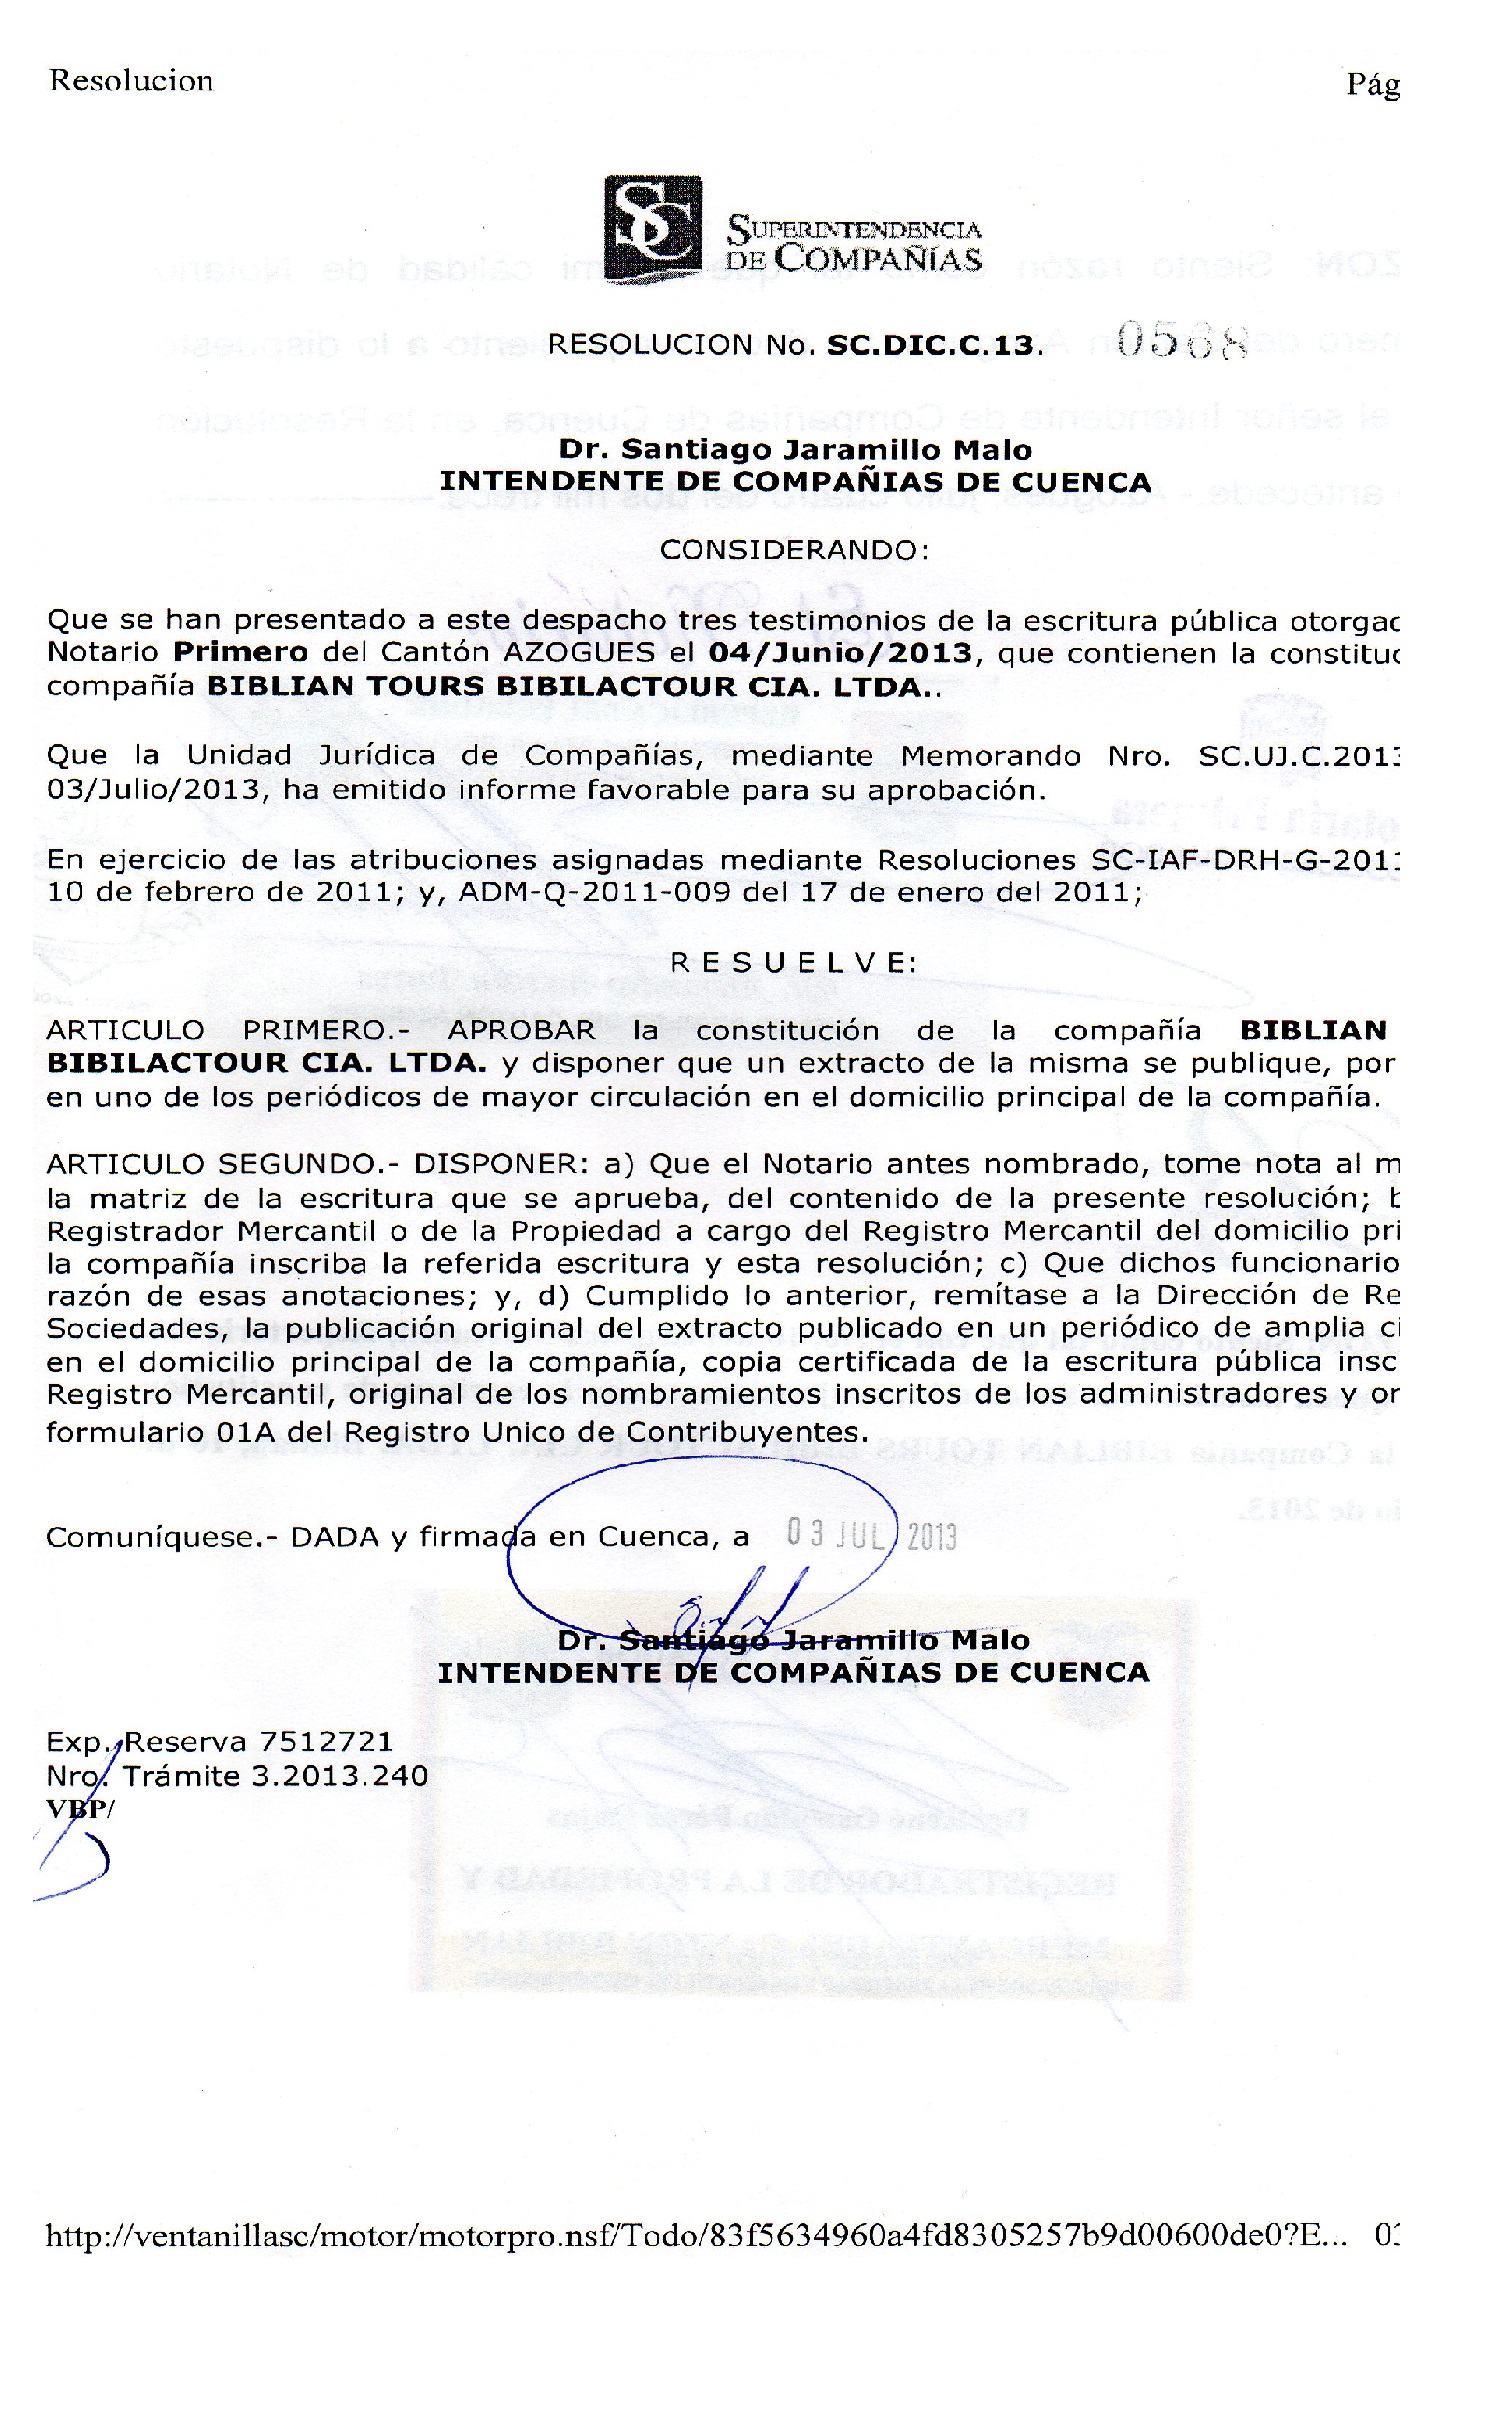 Resolucion Pág
SC SUPERINTENDENCIA
DE COMPAÑÍAS
RESOLUCION No. SC.DIC.C.13. 0568
Dr. Santiago Jaramillo Malo
INTENDENTE DE COMPAÑIAS DE CUENCA
CONSIDERANDO:
Que se han presentado a este despacho tres testimonios de la escritura pública otorgac
Notario Primero del Cantón AZOGUES el 04/Junio/2013, que contienen la constituc
compañía BIBLIAN TOURS BIBILACTOUR CIA. LTDA..
Que la Unidad Jurídica de Compañías, mediante Memorando Nro. SC.UJ.C.2013
03/Julio/2013, ha emitido informe favorable para su aprobación.
En ejercicio de las atribuciones asignadas mediante Resoluciones SC-IAF-DRH-G-2011
10 de febrero de 2011; y, ADM-Q-2011-009 del 17 de enero del 2011;
R E S U E L V E:
ARTICULO PRIMERO.- APROBAR la constitución de la compañía BIBLIAN
BIBILACTOUR CIA. LTDA. y disponer que un extracto de la misma se publique, por
en uno de los periódicos de mayor circulación en el domicilio principal de la compañía.
ARTICULO SEGUNDO.- DISPONER: a) Que el Notario antes nombrado, tome nota al m
la matriz de la escritura que se aprueba, del contenido de la presente resolución; b
Registrador Mercantil o de la Propiedad a cargo del Registro Mercantil del domicilio pri
la compañía inscriba la referida escritura y esta resolución; c) Que dichos funcionario
razón de esas anotaciones; y, d) Cumplido lo anterior, remítase a la Dirección de Re
Sociedades, la publicación original del extracto publicado en un periódico de amplia ci
en el domicilio principal de la compañía, copia certificada de la escritura pública insc
Registro Mercantil, original de los nombramientos inscritos de los administradores y or
formulario 01A del Registro Unico de Contribuyentes.
Comuníquese.- DADA y firmada en Cuenca, a 03 JUL 2013
Dr. Santiago Jaramillo Malo
INTENDENTE DE COMPAÑIAS DE CUENCA
Exp. Reserva 7512721
Nro. Trámite 3.2013.240
VBP/
http://ventanillasc/motor/motorpro.nsf/Todo/83f5634960a4fd8305257b9d00600de0?E... 03